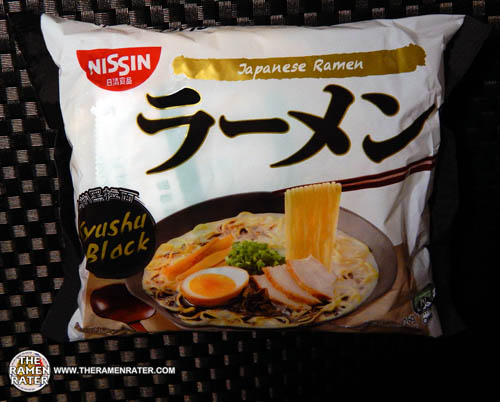 NISSIN
日清食品
Japanese Ramen
ラーメン
Kyushu
Black
THE
RAMEN
RATER
WWW.THERAMENRATER.COM